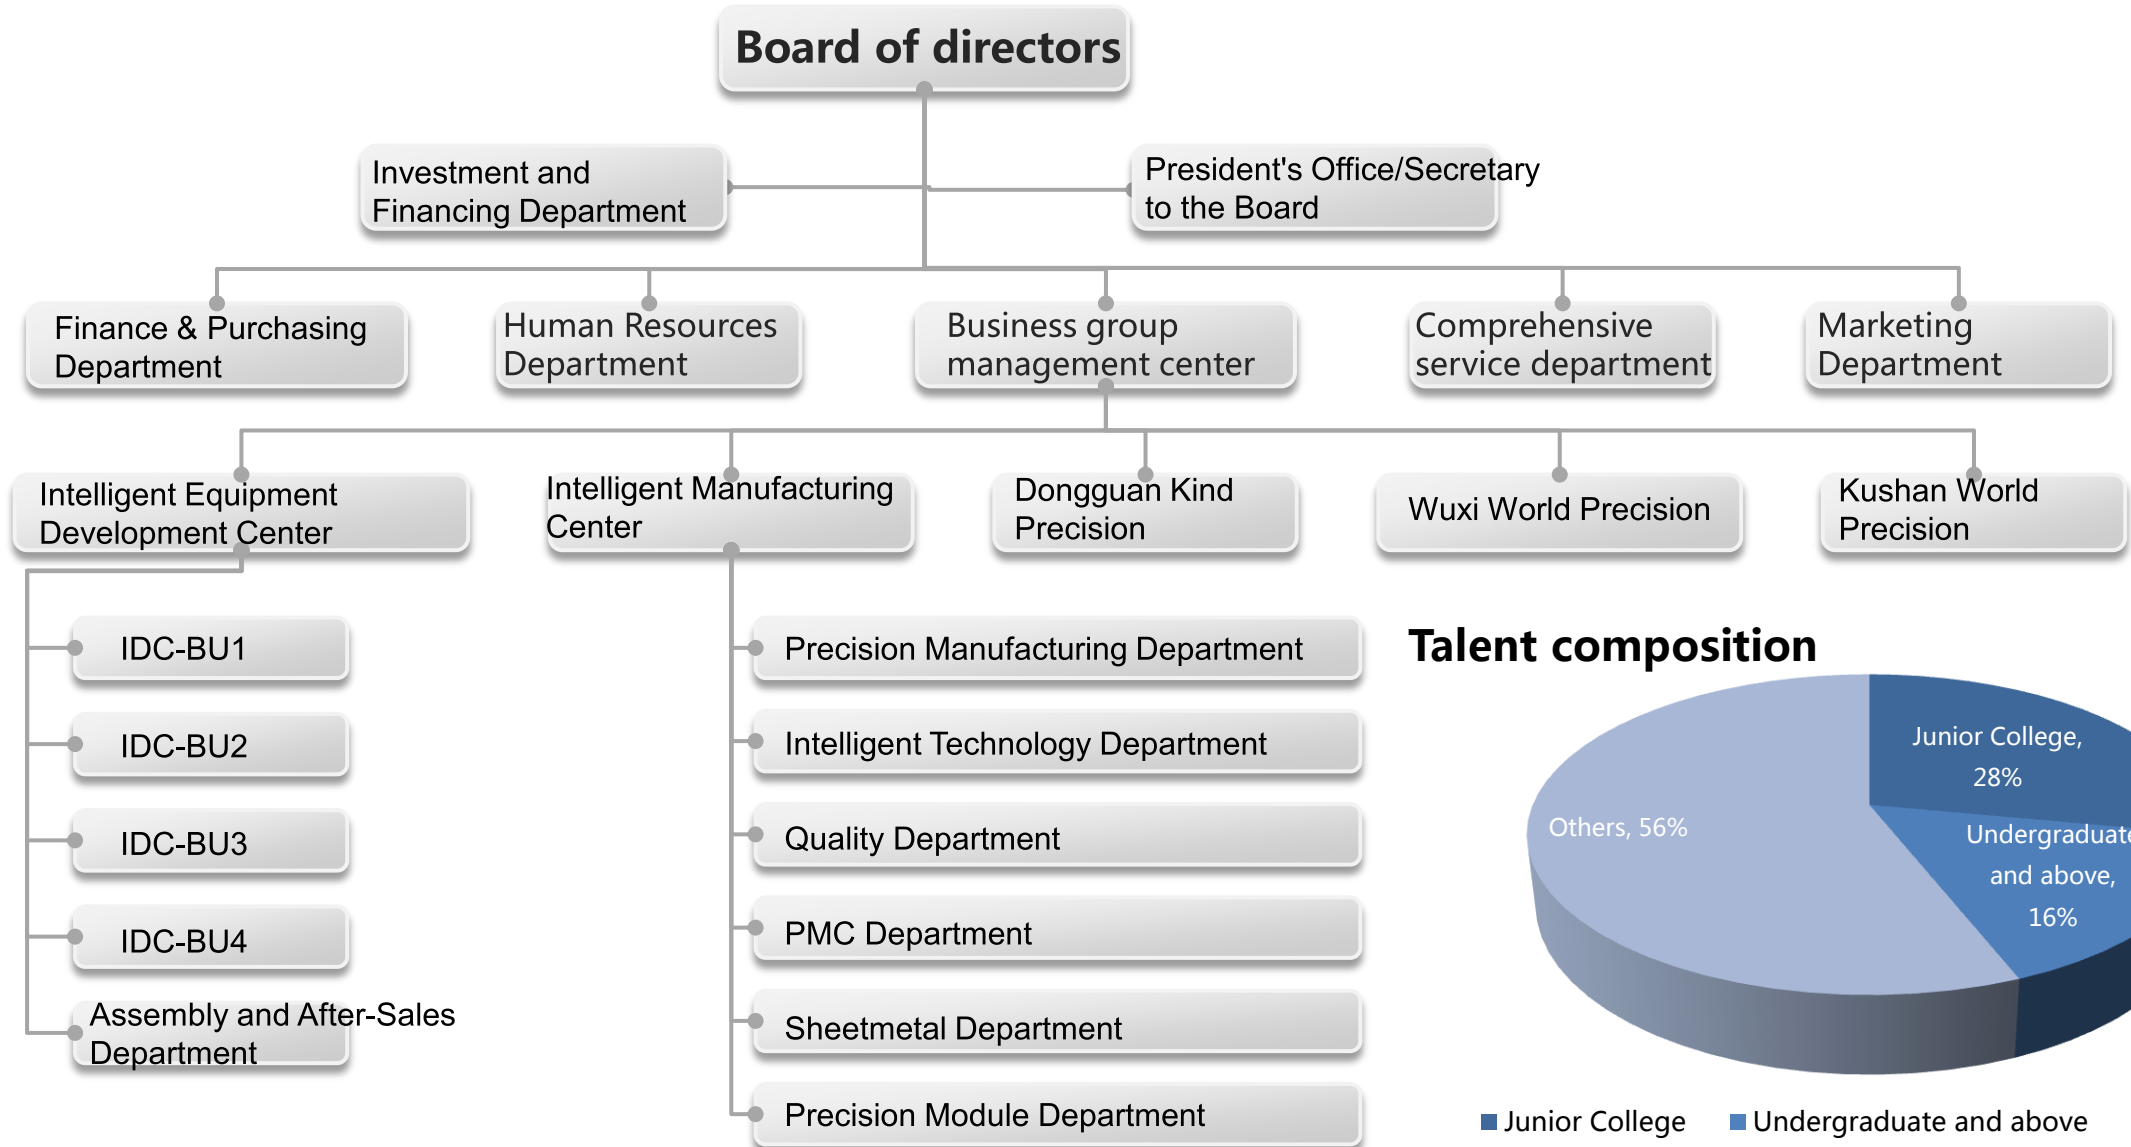 Board of directors
Investment and
Financing Department
President's Office/Secretary
to the Board
Finance & Purchasing
Department
Human Resources
Department
Business group
management center
Comprehensive
service department
Marketing
Department
Intelligent Equipment
Development Center
Intelligent Manufacturing
Center
Dongguan Kind
Precision
Wuxi World Precision
Kushan World
Precision
IDC-BU1
IDC-BU2
IDC-BU3
IDC-BU4
Assembly and After-Sales
Department
Precision Manufacturing Department
Intelligent Technology Department
Quality Department
PMC Department
Sheetmetal Department
Precision Module Department
Talent composition
Junior College,
28%
Undergraduate
and above,
16%
Others, 56%
Junior College
Undergraduate and above